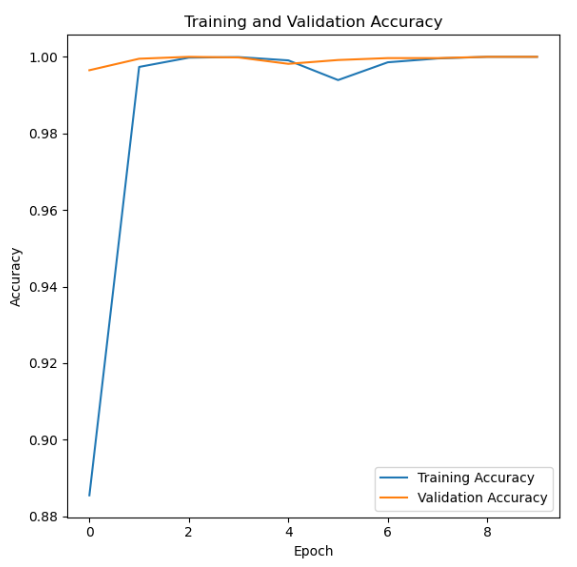 Training and Validation Accuracy
1.00
0.98
0.96
0.94
0.92
0.90
0.88
Accuracy
0 2 4 6 8
Epoch
Training Accuracy
Validation Accuracy